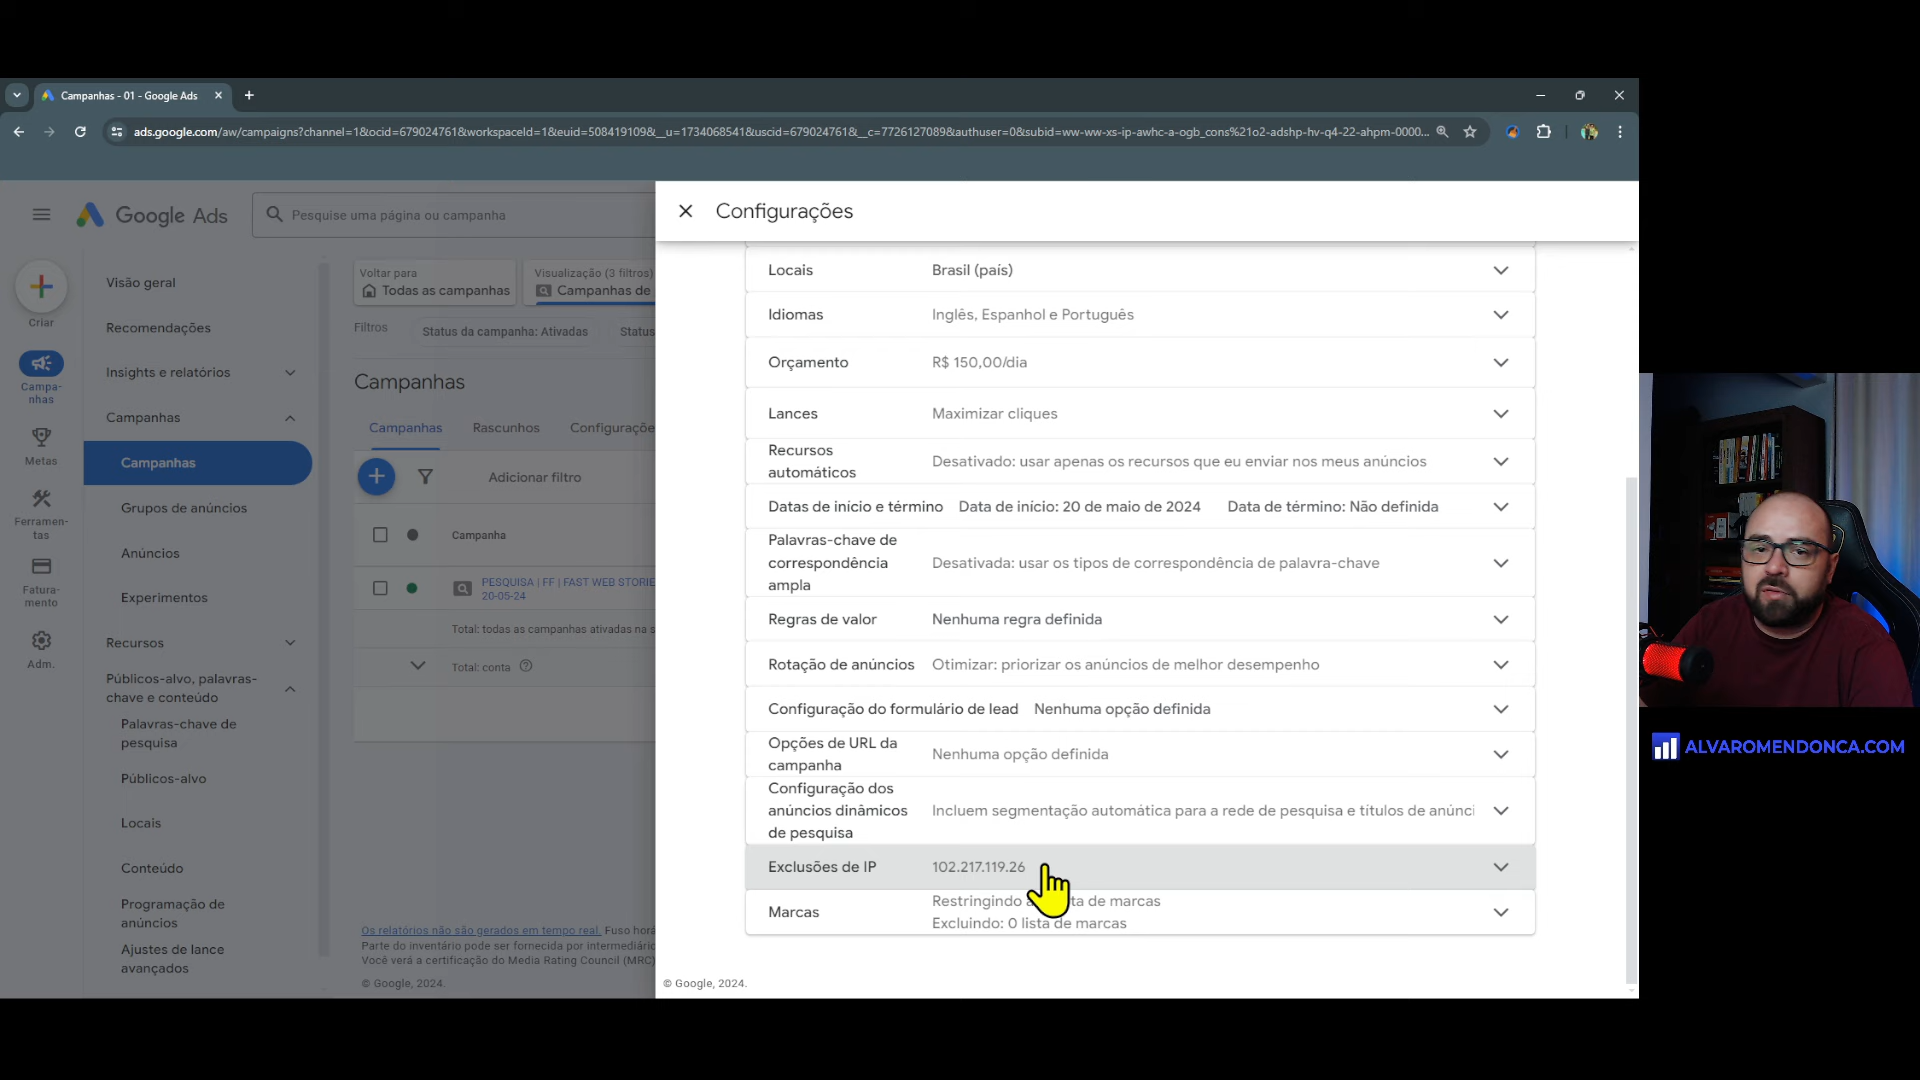 Campanhas - 01 - Google Ads
ads.google.com/aw/campaigns?channel=1&ocid=679024761&workspaceId=1&euid=508419109&__u=1734068541&uscid=679024761&__c=7726127089&authuser=0&subid=ww-ww-xs-ip-awhc-a-ogb_cons%21o2-adshp-hv-q4-22-ahpm-0000...
Google Ads
Pesquise uma página ou campanha
Configurações
Criar
Campa-
nhas
Metas
Ferramen-
tas
Fatura-
mento
Adm.
Visão geral
Recomendações
Insights e relatórios
Campanhas
Campanhas
Grupos de anúncios
Anúncios
Experimentos
Recursos
Públicos-alvo, palavras-
chave e conteúdo
Palavras-chave de
pesquisa
Públicos-alvo
Locais
Conteúdo
Programação de
anúncios
Ajustes de lance
avançados
Voltar para
Todas as campanhas
Visualização (3 filtros)
Campanhas de
Filtros
Status da campanha: Ativadas
Status
Campanhas
Campanhas
Rascunhos
Configuraçõe
Adicionar filtro
Campanha
PESQUISA | FF | FAST WEB STORIE
20-05-24
Total: todas as campanhas ativadas na s
Total: conta
Os relatórios não são gerados em tempo real. Fuso horá
Parte do inventário pode ser fornecida por intermediário
Você verá a certificação do Media Rating Council (MRC)
© Google, 2024.
Locais Brasil (país)
Idiomas Inglês, Espanhol e Português
Orçamento R$ 150,00/dia
Lances Maximizar cliques
Recursos
automáticos
Desativado: usar apenas os recursos que eu enviar nos meus anúncios
Datas de início e término Data de início: 20 de maio de 2024 Data de término: Não definida
Palavras-chave de
correspondência
ampla
Desativada: usar os tipos de correspondência de palavra-chave
Regras de valor Nenhuma regra definida
Rotação de anúncios Otimizar: priorizar os anúncios de melhor desempenho
Configuração do formulário de lead Nenhuma opção definida
Opções de URL da
campanha
Nenhuma opção definida
Configuração dos
anúncios dinâmicos
de pesquisa
Incluem segmentação automática para a rede de pesquisa e títulos de anúnci
Exclusões de IP 102.217.119.26
Marcas
Restringindo a ta de marcas
Excluindo: 0 lista de marcas
© Google, 2024.
ALVAROMENDONCA.COM